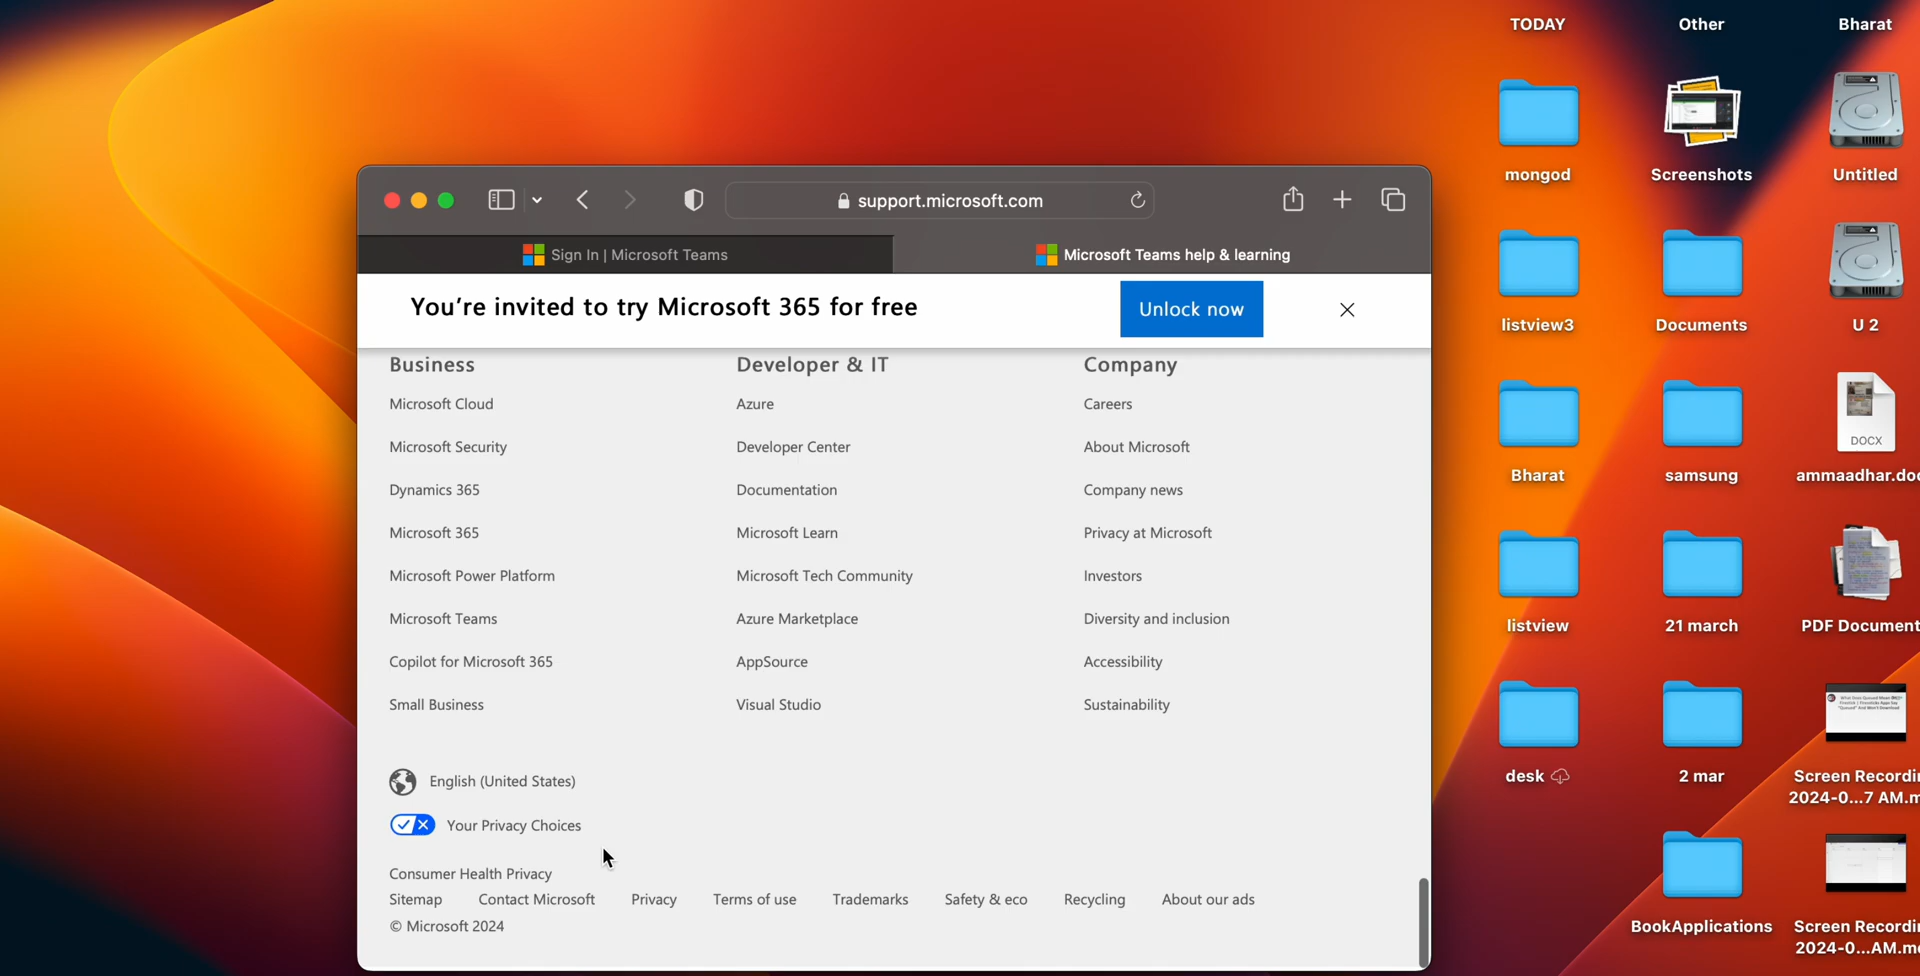 support.microsoft.com
Sign In | Microsoft Teams
Microsoft Teams help & learning
You're invited to try Microsoft 365 for free
Unlock now
Business
Microsoft Cloud
Microsoft Security
Dynamics 365
Microsoft 365
Microsoft Power Platform
Microsoft Teams
Copilot for Microsoft 365
Small Business
Developer & IT
Azure
Developer Center
Documentation
Microsoft Learn
Microsoft Tech Community
Azure Marketplace
AppSource
Visual Studio
Company
Careers
About Microsoft
Company news
Privacy at Microsoft
Investors
Diversity and inclusion
Accessibility
Sustainability
English (United States)
Your Privacy Choices
Consumer Health Privacy
Sitemap Contact Microsoft Privacy Terms of use Trademarks Safety & eco Recycling About our ads
© Microsoft 2024
TODAY
Other
Bharat
mongod
Screenshots
Untitled
listview3
Documents
U 2
Bharat
samsung
DOCX
ammaadhar.doc
listview
21 march
PDF Document
desk
2 mar
Screen Recordi
2024-0...7 AM.m
BookApplications
Screen Recordi
2024-0...AM.m